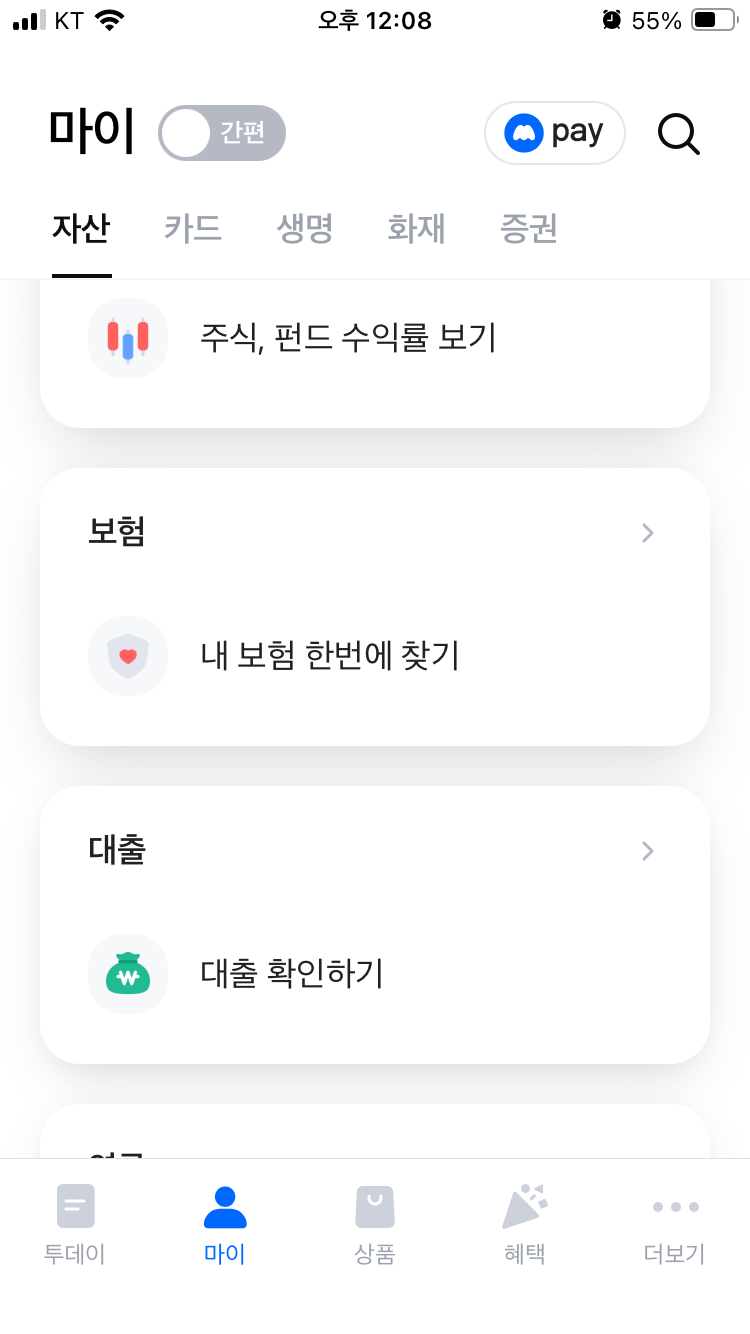 KT 오후 12:08 55%
마이 간편 pay
자산 카드 생명 화재 증권
주식, 펀드 수익률 보기
보험
내 보험 한번에 찾기
대출
₩
대출 확인하기
투데이 마이 상품 혜택 더보기